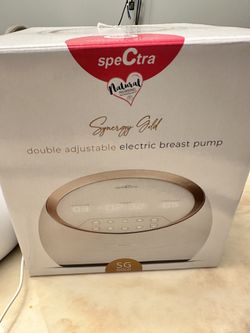 speCtra
Natural
Synergy Gold
double adjustable electric breast pump
SG